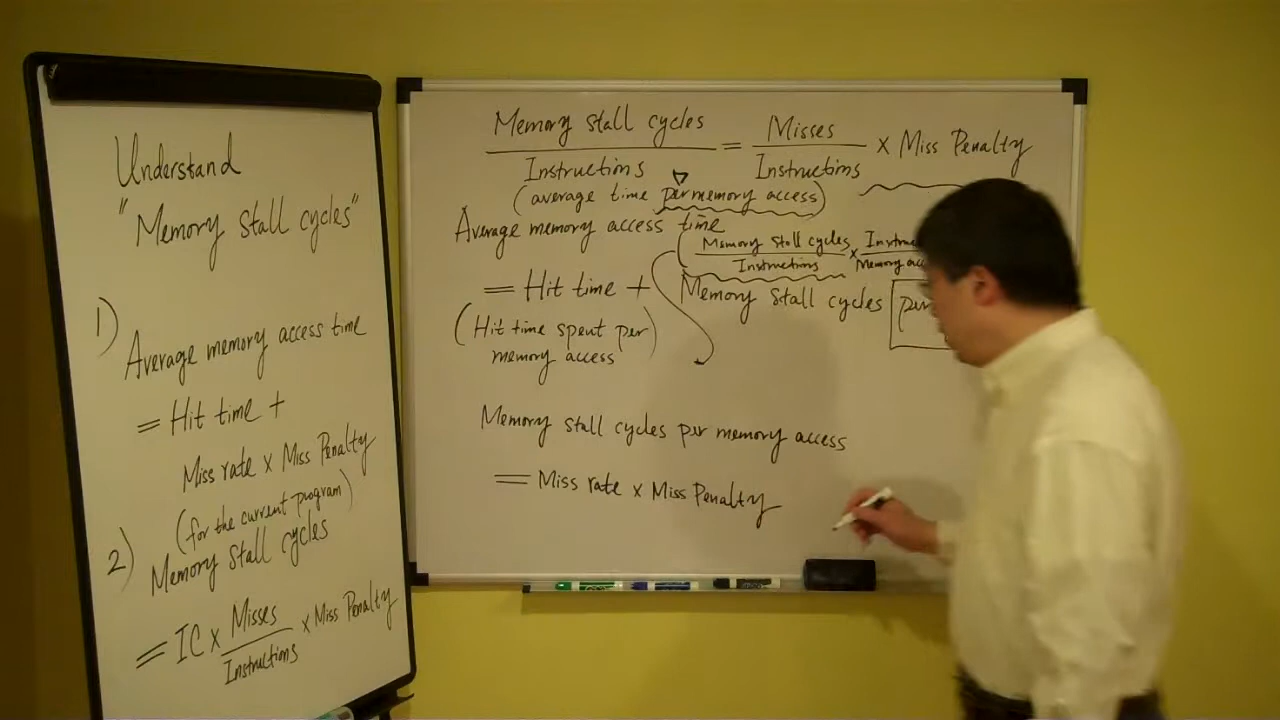 Understand
"Memory stall cycles"
1)
Average memory access time
= Hit time +
Miss rate x Miss Penalty
(for the current program)
2)
Memory stall cycles
= IC x Misses / Instructions x Miss Penalty
Memory stall cycles / Instructions = Misses / Instructions x Miss Penalty
(average time per memory access)
Average memory access time
Memory stall cycles / Instructions x
= Hit time + Memory stall cycles per
(Hit time spent per
memory access)
Memory stall cycles per memory access
= Miss rate x Miss Penalty